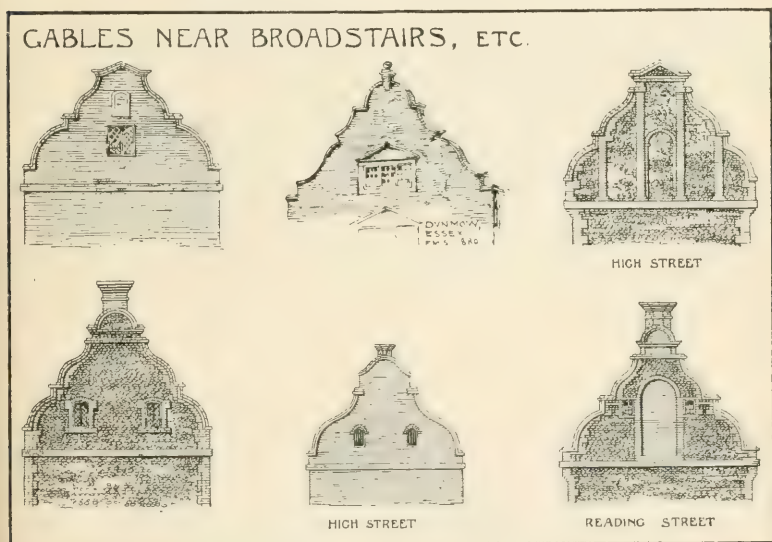 GABLES NEAR BROADSTAIRS, ETC.
DUNMOW,
ESSEX
HIGH STREET
HIGH STREET
READING STREET